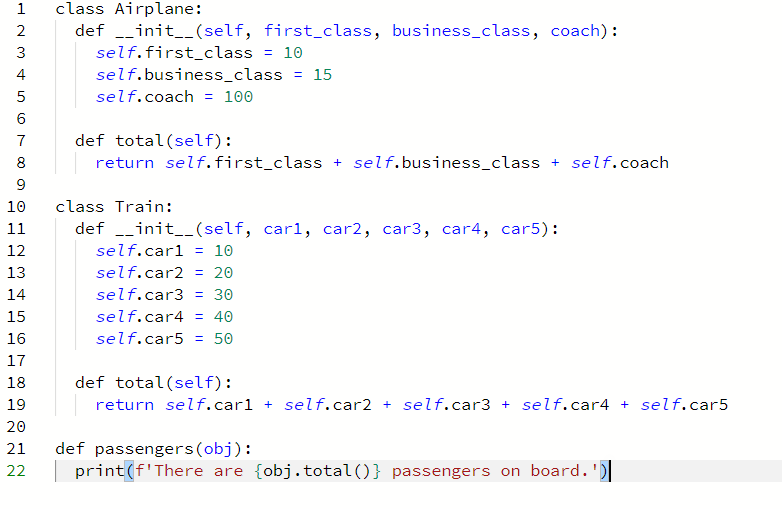 1 class Airplane:
2   def __init__(self, first_class, business_class, coach):
3     self.first_class = 10
4     self.business_class = 15
5     self.coach = 100
6
7   def total(self):
8     return self.first_class + self.business_class + self.coach
9
10 class Train:
11   def __init__(self, car1, car2, car3, car4, car5):
12     self.car1 = 10
13     self.car2 = 20
14     self.car3 = 30
15     self.car4 = 40
16     self.car5 = 50
17
18   def total(self):
19     return self.car1 + self.car2 + self.car3 + self.car4 + self.car5
20
21 def passengers(obj):
22   print(f'There are {obj.total()} passengers on board.')